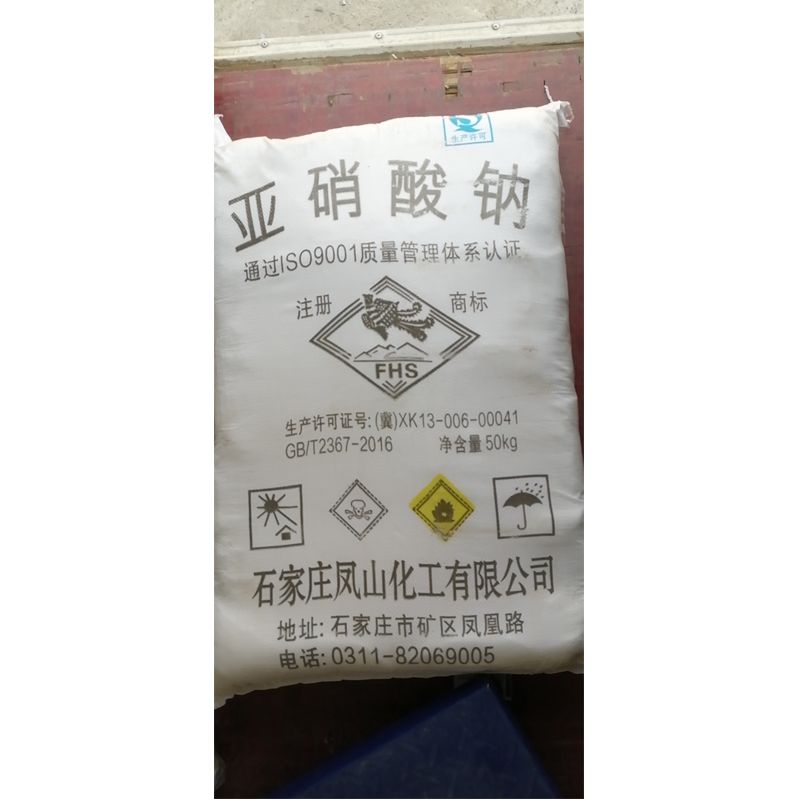 生产许可
亚硝酸钠
通过ISO9001质量管理体系认证
注册 商标
FHS
生产许可证号:(冀)XK13-006-00041
GB/T2367-2016 净含量50kg
石家庄凤山化工有限公司
地址:石家庄市矿区凤凰路
电话:0311-82069005